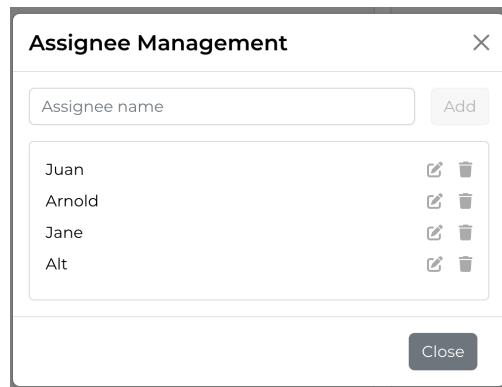 Assignee Management
Assignee name
Add
Juan
Arnold
Jane
Alt
Close